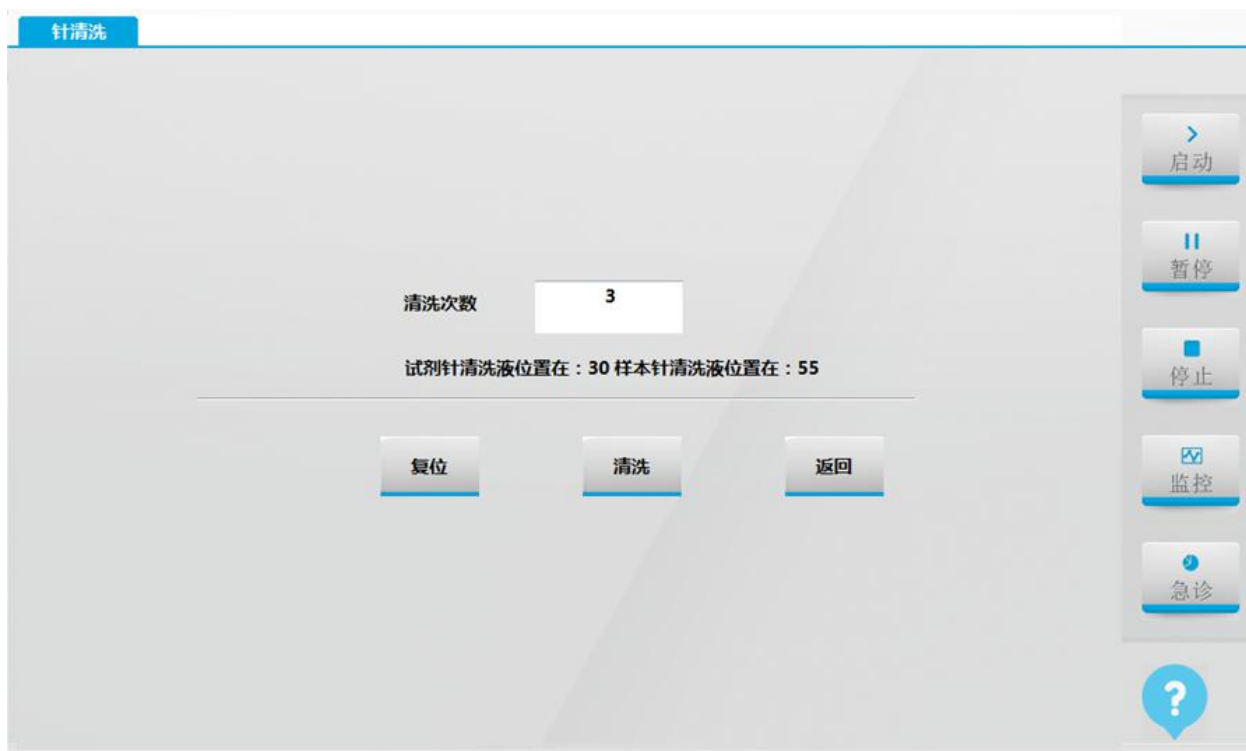 针清洗
启动
暂停
清洗次数 3
停止
试剂针清洗液位置在：30 样本针清洗液位置在：55
复位 清洗 返回
监控
急诊
?